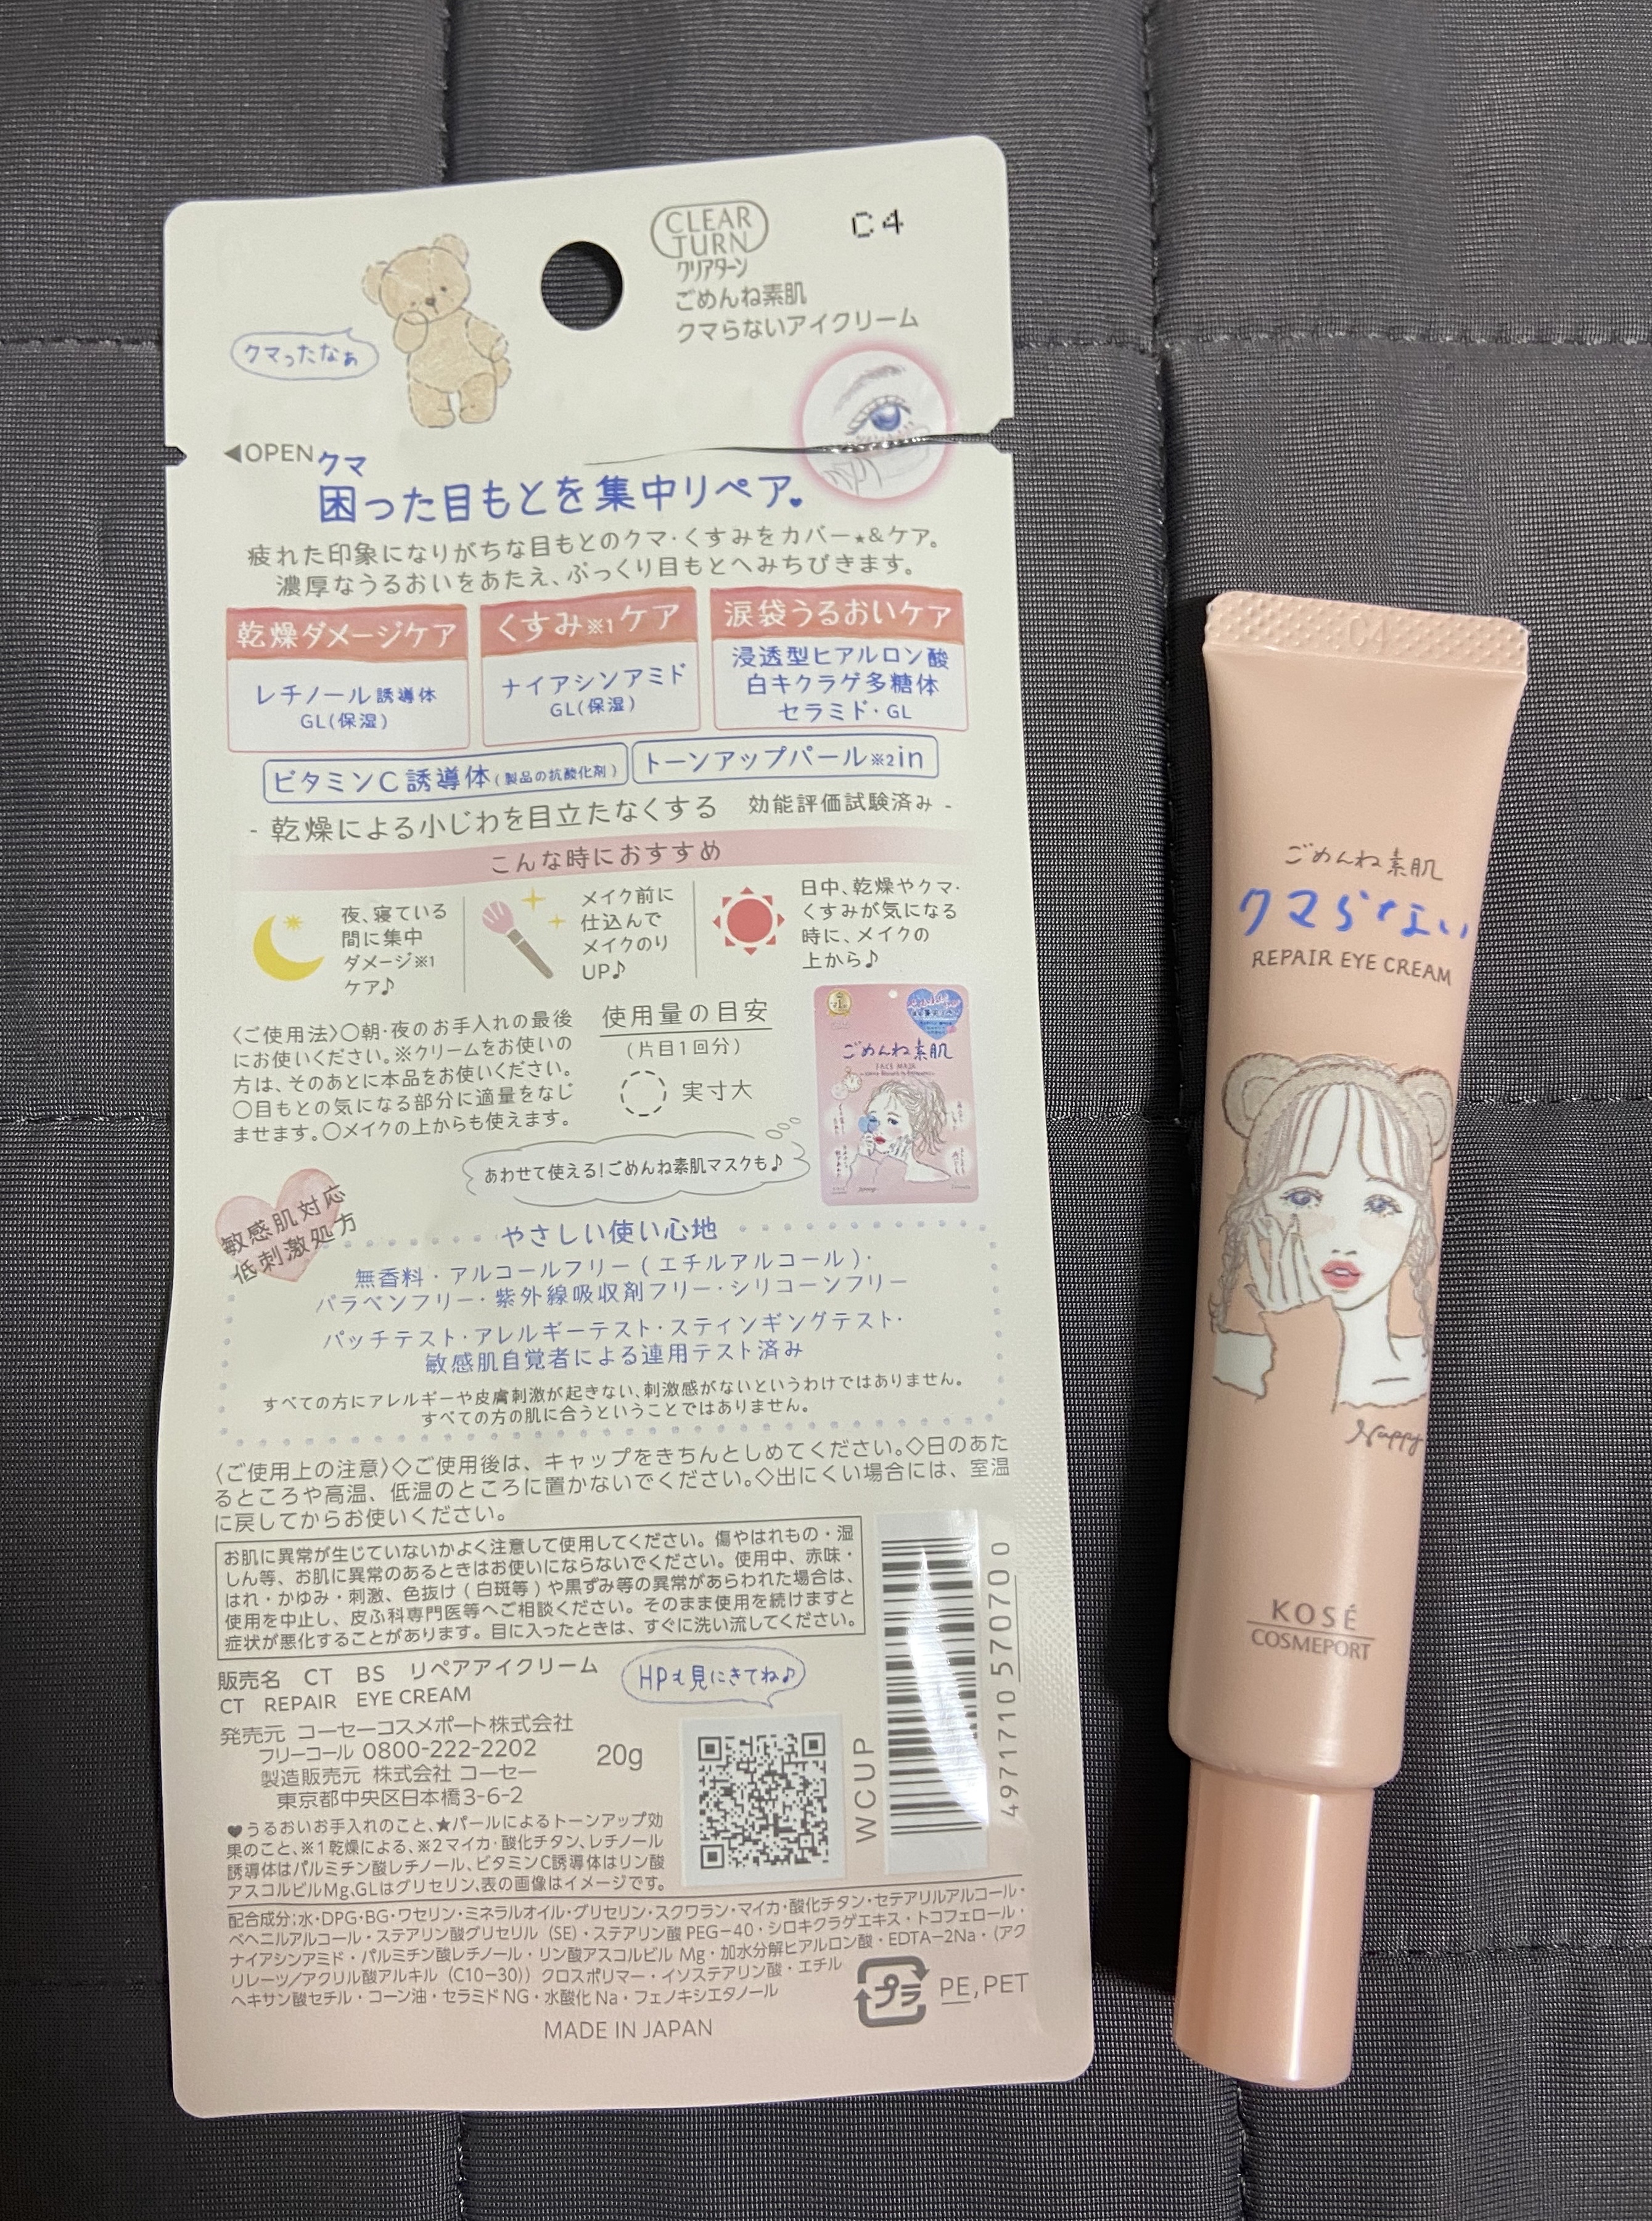 CLEAR
TURN
クリアターン
ごめんね素肌
クマらないアイクリーム
C4
クマったなぁ
◀OPEN
クマ
困った目もとを集中リペア♥
疲れた印象になりがちな目もとのクマ・くすみをカバー★&ケア。
濃厚なうるおいをあたえ、ぷっくり目もとへみちびきます。
乾燥ダメージケア
レチノール誘導体
GL(保湿)
くすみ※1ケア
ナイアシンアミド
GL(保湿)
涙袋うるおいケア
浸透型ヒアルロン酸
白キクラゲ多糖体
セラミド・GL
ビタミンC誘導体(製品の抗酸化剤)
トーンアップパール※2in
- 乾燥による小じわを目立たなくする 効能評価試験済み -
こんな時におすすめ
夜、寝ている
間に集中
ダメージ※1
ケア♪
メイク前に
仕込んで
メイクのり
UP♪
日中、乾燥やクマ・
くすみが気になる
時に、メイクの
上から♪
〈ご使用法〉○朝・夜のお手入れの最後
にお使いください。※クリームをお使いの
方は、そのあとに本品をお使いください。
○目もとの気になる部分に適量をなじ
ませます。○メイクの上からも使えます。
使用量の目安
(片目1回分)
実寸大
ごめんね素肌
FACE MASK
あわせて使える!ごめんね素肌マスクも♪
敏感肌対応
低刺激処方
やさしい使い心地
無香料・アルコールフリー(エチルアルコール)・
パラベンフリー・紫外線吸収剤フリー・シリコーンフリー
パッチテスト・アレルギーテスト・スティンギングテスト・
敏感肌自覚者による連用テスト済み
すべての方にアレルギーや皮膚刺激が起きない、刺激感がないというわけではありません。
すべての方の肌に合うということではありません。
〈ご使用上の注意〉◇ご使用後は、キャップをきちんとしめてください。◇日のあた
るところや高温、低温のところに置かないでください。◇出にくい場合には、室温
に戻してからお使いください。
お肌に異常が生じていないかよく注意して使用してください。傷やはれもの・湿
しん等、お肌に異常のあるときはお使いにならないでください。使用中、赤味・
はれ・かゆみ・刺激、色抜け(白斑等)や黒ずみ等の異常があらわれた場合は、
使用を中止し、皮ふ科専門医等へご相談ください。そのまま使用を続けますと
症状が悪化することがあります。目に入ったときは、すぐに洗い流してください。
販売名 CT BS リペアアイクリーム
CT REPAIR EYE CREAM
HPも見にきてね♪
発売元 コーセーコスメポート株式会社
フリーコール 0800-222-2202
製造販売元 株式会社 コーセー
東京都中央区日本橋3-6-2
20g
WCUP
4971710 570700
♥うるおいお手入れのこと、★パールによるトーンアップ効
果のこと、※1乾燥による、※2マイカ・酸化チタン、レチノール
誘導体はパルミチン酸レチノール、ビタミンC誘導体はリン酸
アスコルビルMg、GLはグリセリン、表の画像はイメージです。
配合成分:水・DPG・BG・ワセリン・ミネラルオイル・グリセリン・スクワラン・マイカ・酸化チタン・セテアリルアルコール・
ベヘニルアルコール・ステアリン酸グリセリル(SE)・ステアリン酸PEG-40・シロキクラゲエキス・トコフェロール・
ナイアシンアミド・パルミチン酸レチノール・リン酸アスコルビルMg・加水分解ヒアルロン酸・EDTA-2Na・(アク
リレーツ/アクリル酸アルキル(C10-30))クロスポリマー・イソステアリン酸・エチル
ヘキサン酸セチル・コーン油・セラミドNG・水酸化Na・フェノキシエタノール
プラ
PE,PET
MADE IN JAPAN
C4
ごめんね素肌
クマらない
REPAIR EYE CREAM
Nappy
KOSÉ
COSMEPORT